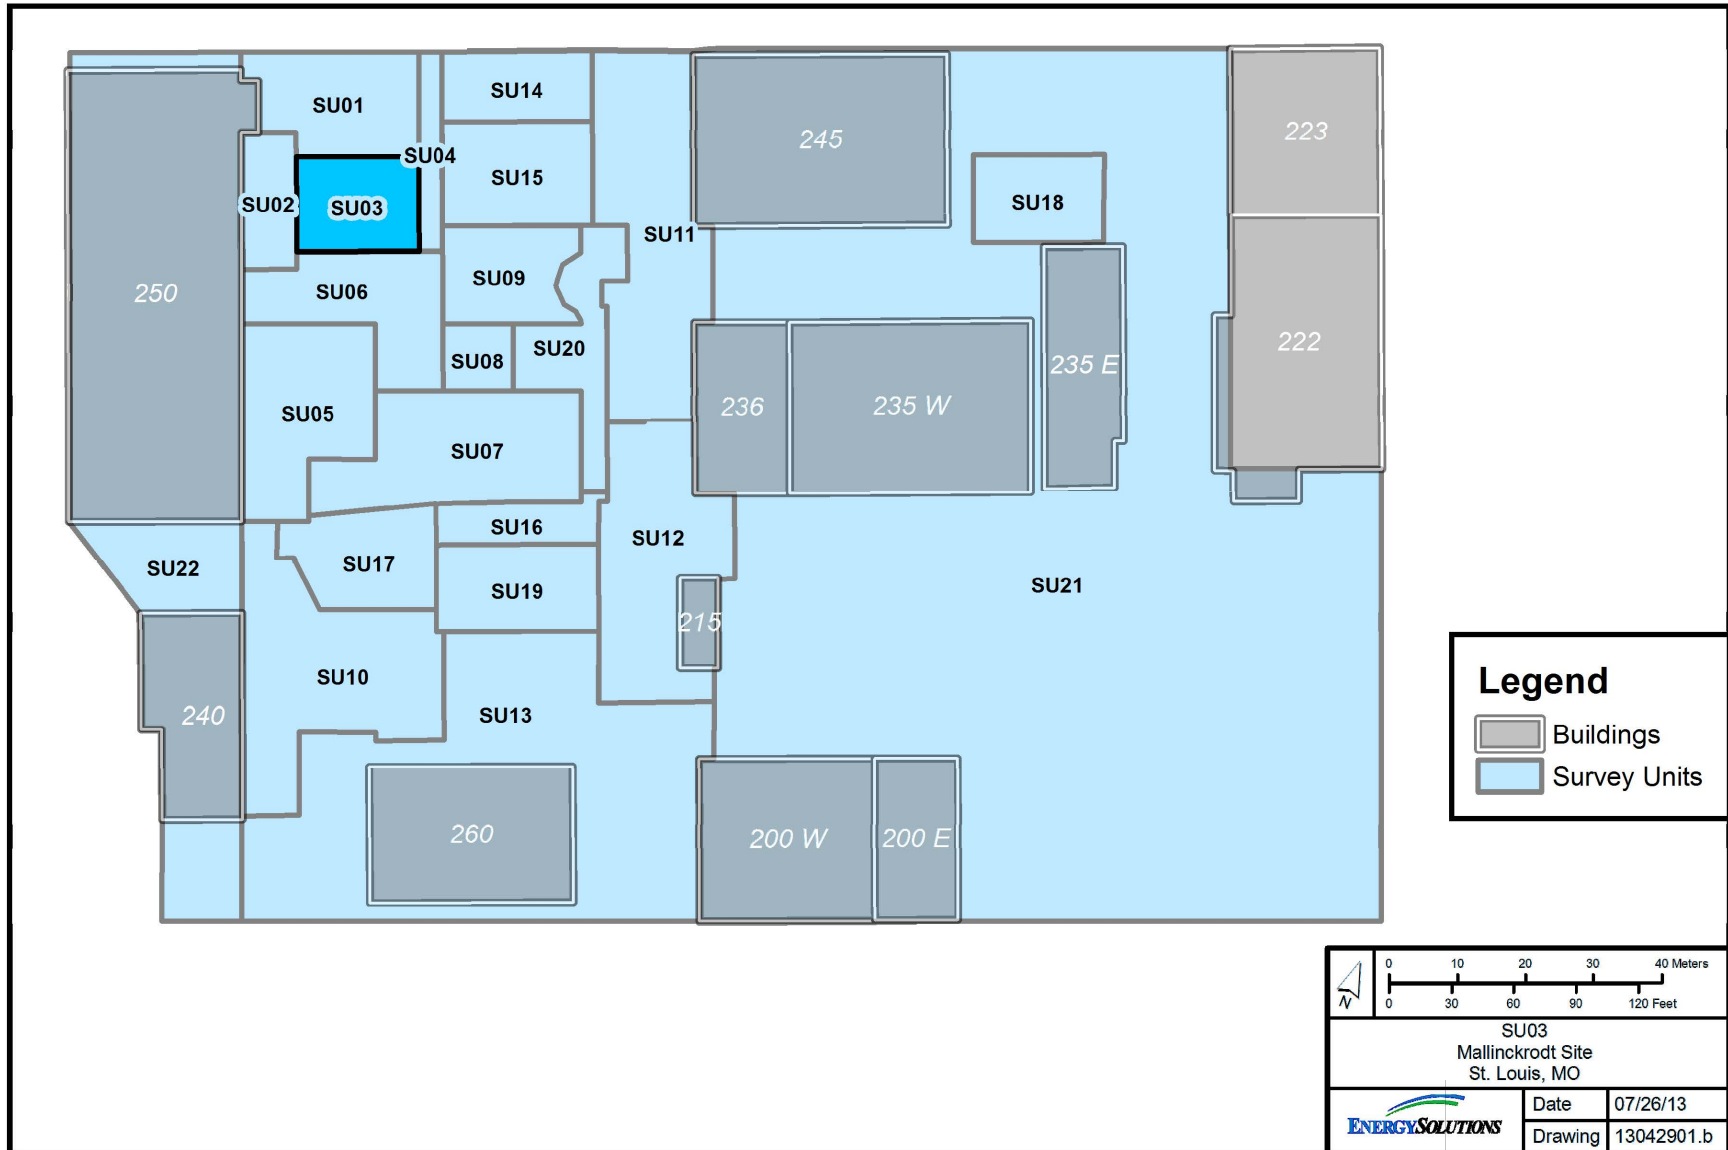 SU01
SU14
245
223
SU04
SU15
SU02
SU03
SU18
SU11
SU09
SU06
250
222
SU20
SU08
235 E
236
235 W
SU05
SU07
SU16
SU12
SU17
SU22
SU19
SU21
215
SU10
SU13
240
260
200 W
200 E
Legend
Buildings
Survey Units
0 10 20 30 40 Meters
0 30 60 90 120 Feet
N
SU03
Mallinckrodt Site
St. Louis, MO
ENERGYSOLUTIONS
Date 07/26/13
Drawing 13042901.b